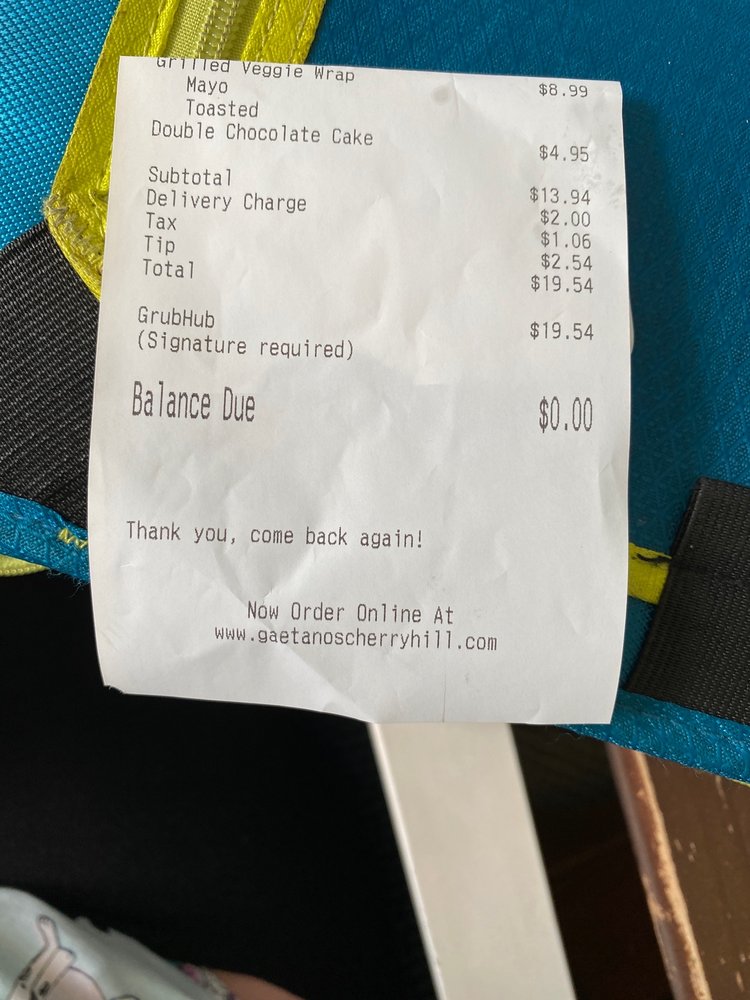 Grilled Veggie Wrap $8.99
Mayo
Toasted
Double Chocolate Cake $4.95
Subtotal $13.94
Delivery Charge $2.00
Tax $1.06
Tip $2.54
Total $19.54
GrubHub $19.54
(Signature required)
Balance Due $0.00
Thank you, come back again!
Now Order Online At
www.gaetanoscherryhill.com